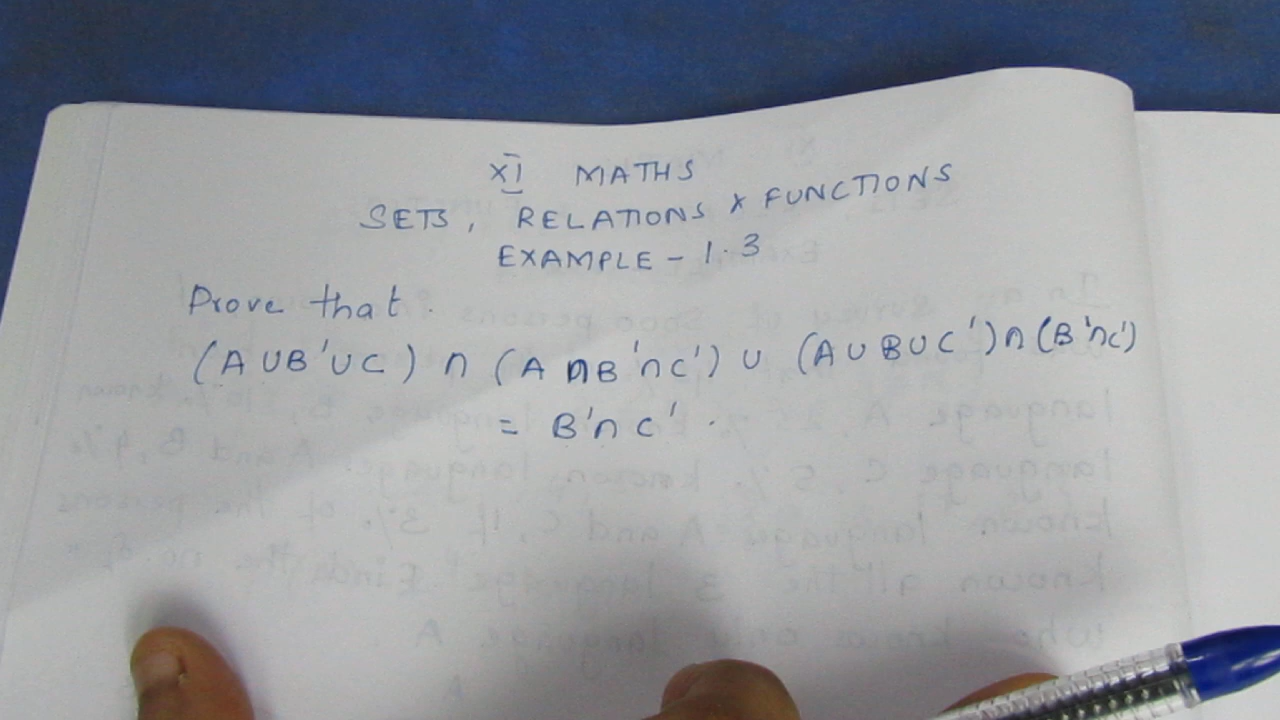 XI MATHS
SETS, RELATIONS & FUNCTIONS
EXAMPLE - 1.3
Prove that.
(A ∪ B' ∪ C) ∩ (A ∩ B' ∩ C') ∪ (A ∪ B ∪ C') ∩ (B' ∩ C')
= B' ∩ C'.